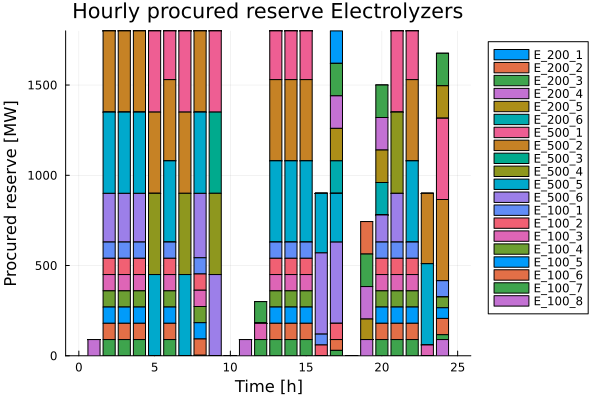 Hourly procured reserve Electrolyzers
Procured reserve [MW]
1500
1000
500
0
0
5
10
15
20
25
Time [h]
E_200_1
E_200_2
E_200_3
E_200_4
E_200_5
E_200_6
E_500_1
E_500_2
E_500_3
E_500_4
E_500_5
E_500_6
E_100_1
E_100_2
E_100_3
E_100_4
E_100_5
E_100_6
E_100_7
E_100_8